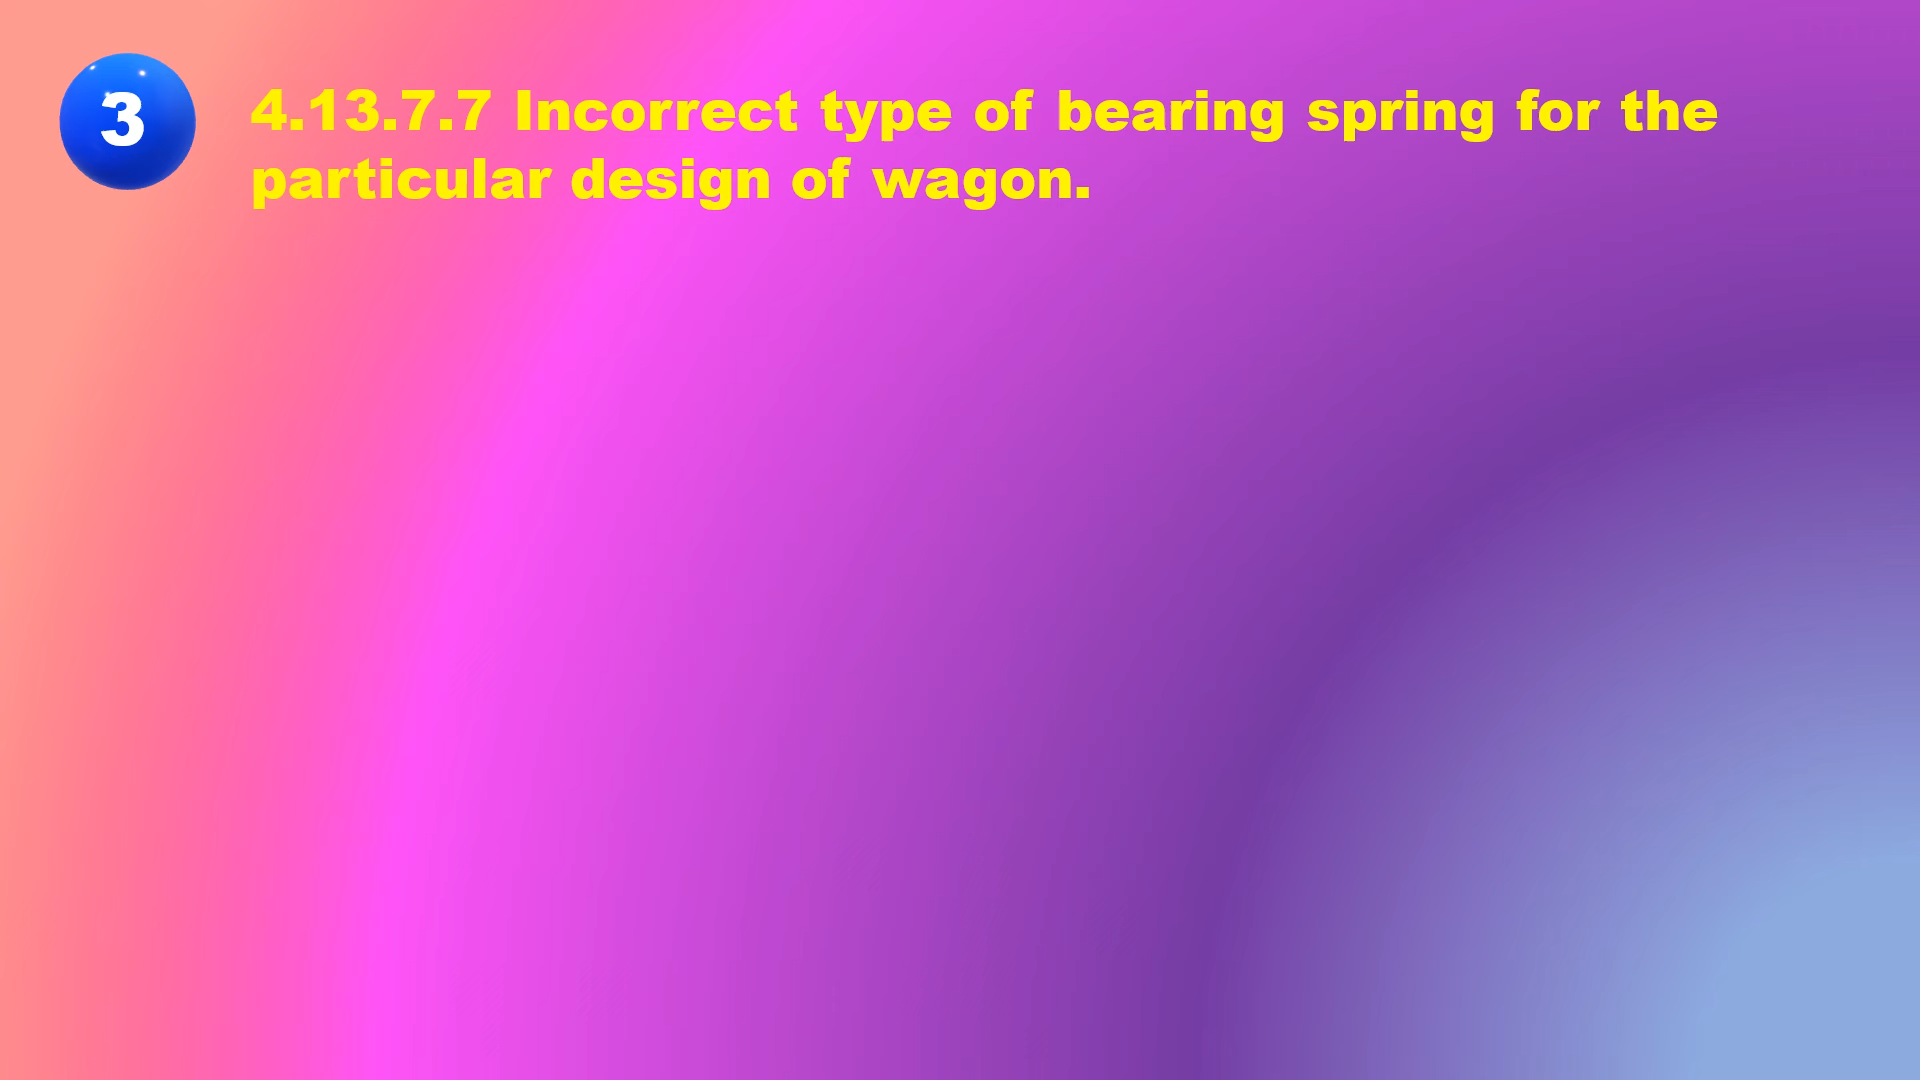 3
4.13.7.7 Incorrect type of bearing spring for the
particular design of wagon.